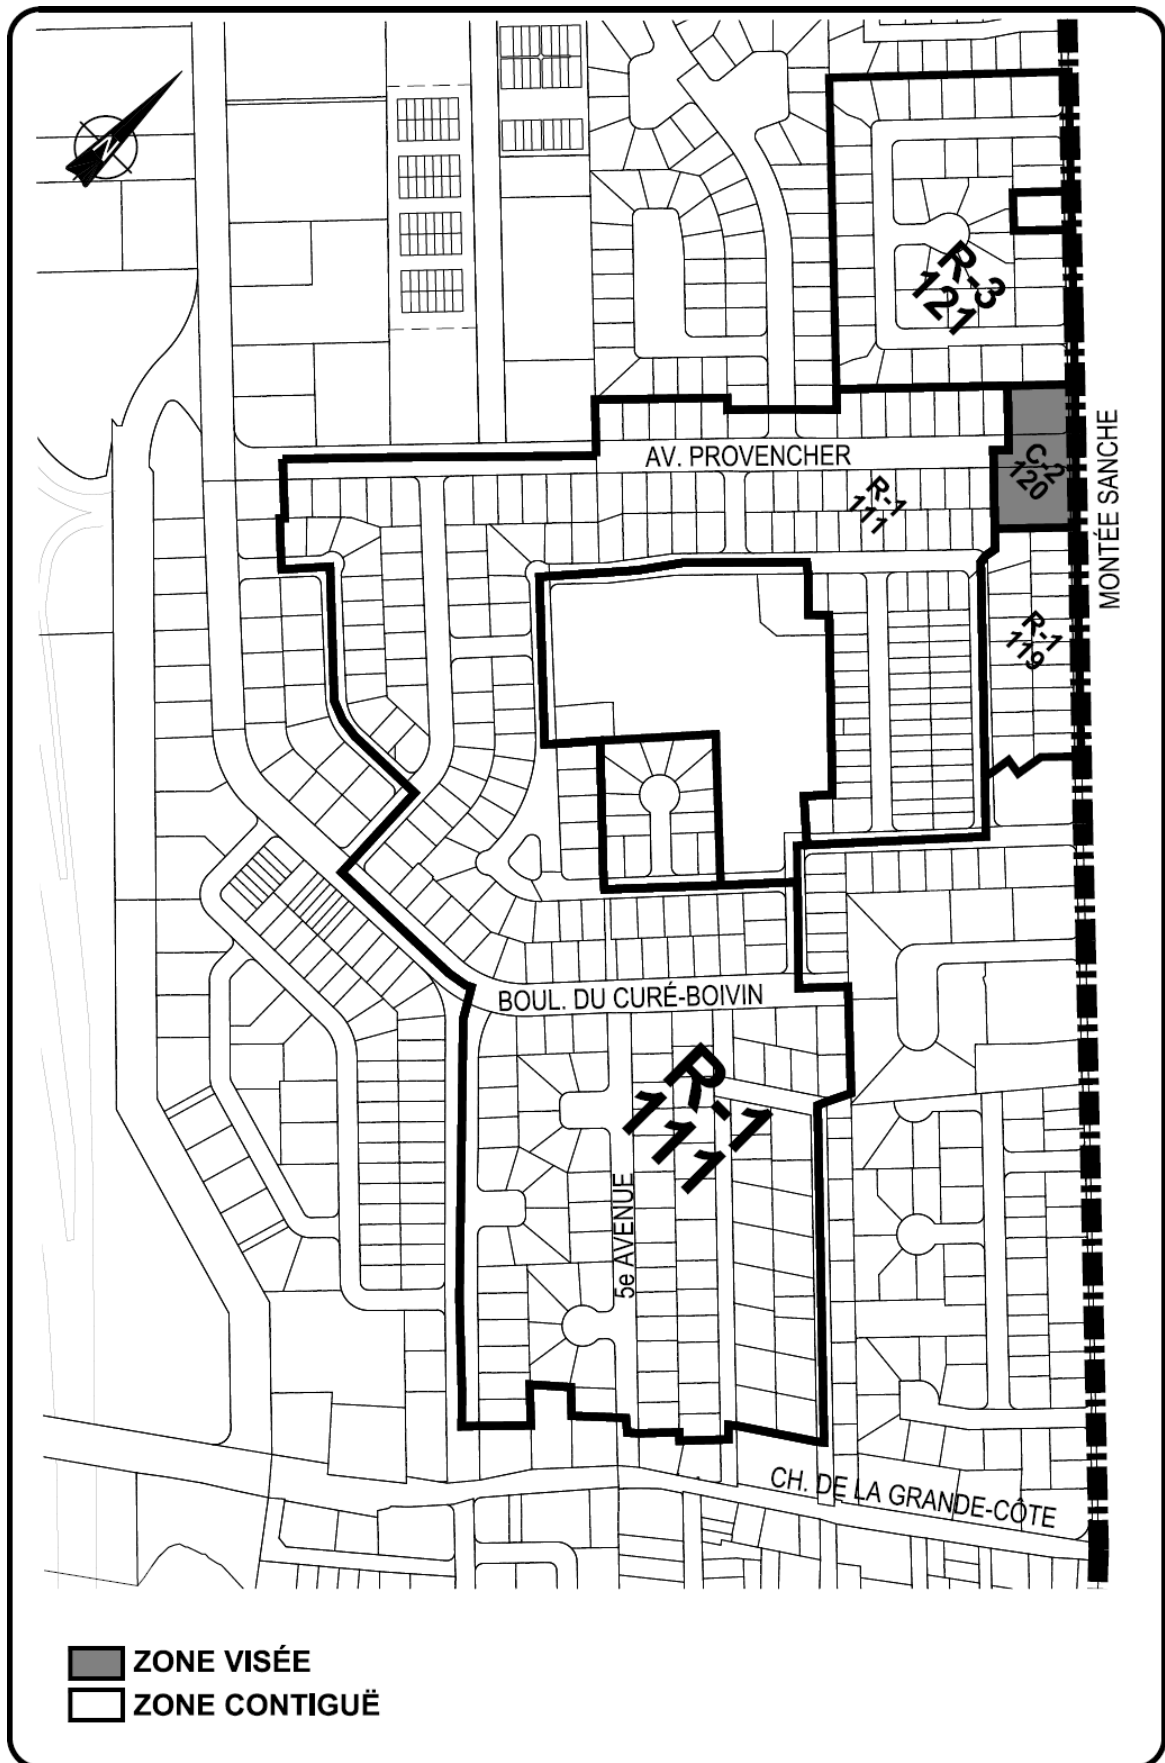 N
R-3
121
AV. PROVENCHER
C-2
120
R-1
111
MONTÉE SANCHE
R-1
119
BOUL. DU CURÉ-BOIVIN
R-1
111
5e AVENUE
CH. DE LA GRANDE-CÔTE
ZONE VISÉE
ZONE CONTIGUË